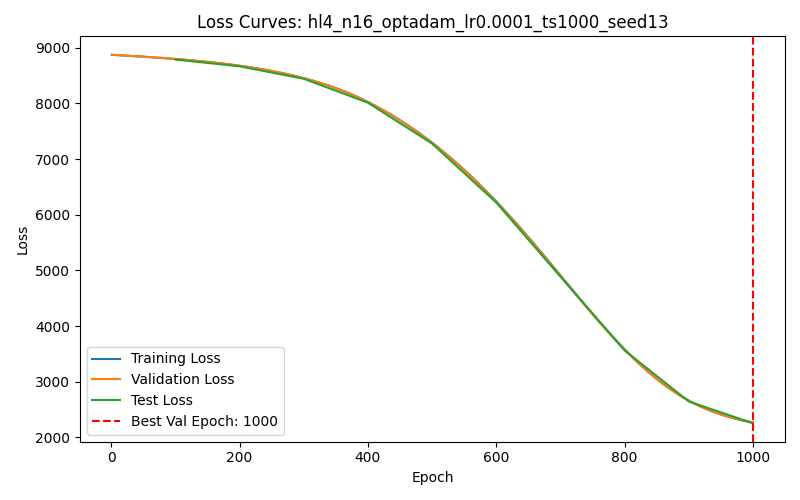 Loss Curves: hl4_n16_optadam_lr0.0001_ts1000_seed13
9000
8000
7000
6000
5000
4000
3000
2000
Loss
Training Loss
Validation Loss
Test Loss
Best Val Epoch: 1000
0
200
400
600
800
1000
Epoch